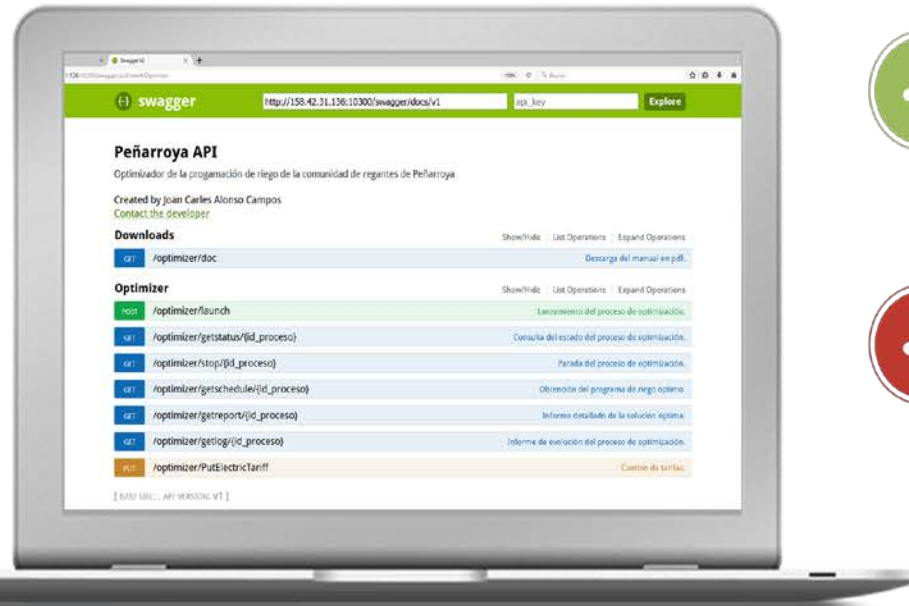 Swagger UI
swagger
http://158.42.31.136:10300/swagger/docs/v1
api_key
Explore
Peñarroya API
Optimizador de la progamación de riego de la comunidad de regantes de Peñarroya
Created by Joan Carles Alonso Campos
Contact the developer
Downloads Show/Hide List Operations Expand Operations
GET /optimizer/doc Descarga del manual en pdf.
Optimizer Show/Hide List Operations Expand Operations
POST /optimizer/launch Lanzamiento del proceso de optimización.
GET /optimizer/getstatus/{id_proceso} Consulta del estado del proceso de optimización.
GET /optimizer/stop/{id_proceso} Parada del proceso de optimización.
GET /optimizer/getschedule/{id_proceso} Obtención del programa de riego óptimo.
GET /optimizer/getreport/{id_proceso} Informe detallado de la solución óptima.
GET /optimizer/getlog/{id_proceso} Informe de evolución del proceso de optimización.
PUT /optimizer/PutElectricTariff Cambio de tarifas.
[ BASE URL: , API VERSION: V1 ]